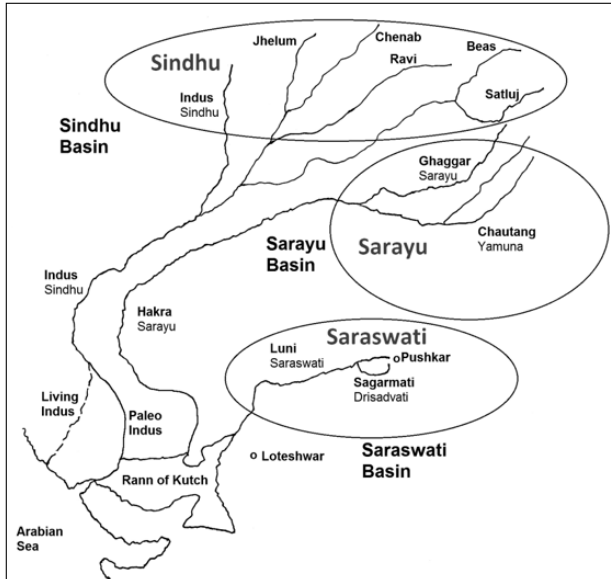 Jhelum
Chenab
Beas
Sindhu
Ravi
Indus
Sindhu
Satluj
Sindhu
Basin
Ghaggar
Sarayu
Chautang
Yamuna
Sarayu
Basin
Sarayu
Indus
Sindhu
Hakra
Sarayu
Saraswati
Luni
Saraswati
Pushkar
Sagarmati
Drisadvati
Living
Indus
Paleo
Indus
Saraswati
Basin
Loteshwar
Rann of Kutch
Arabian
Sea